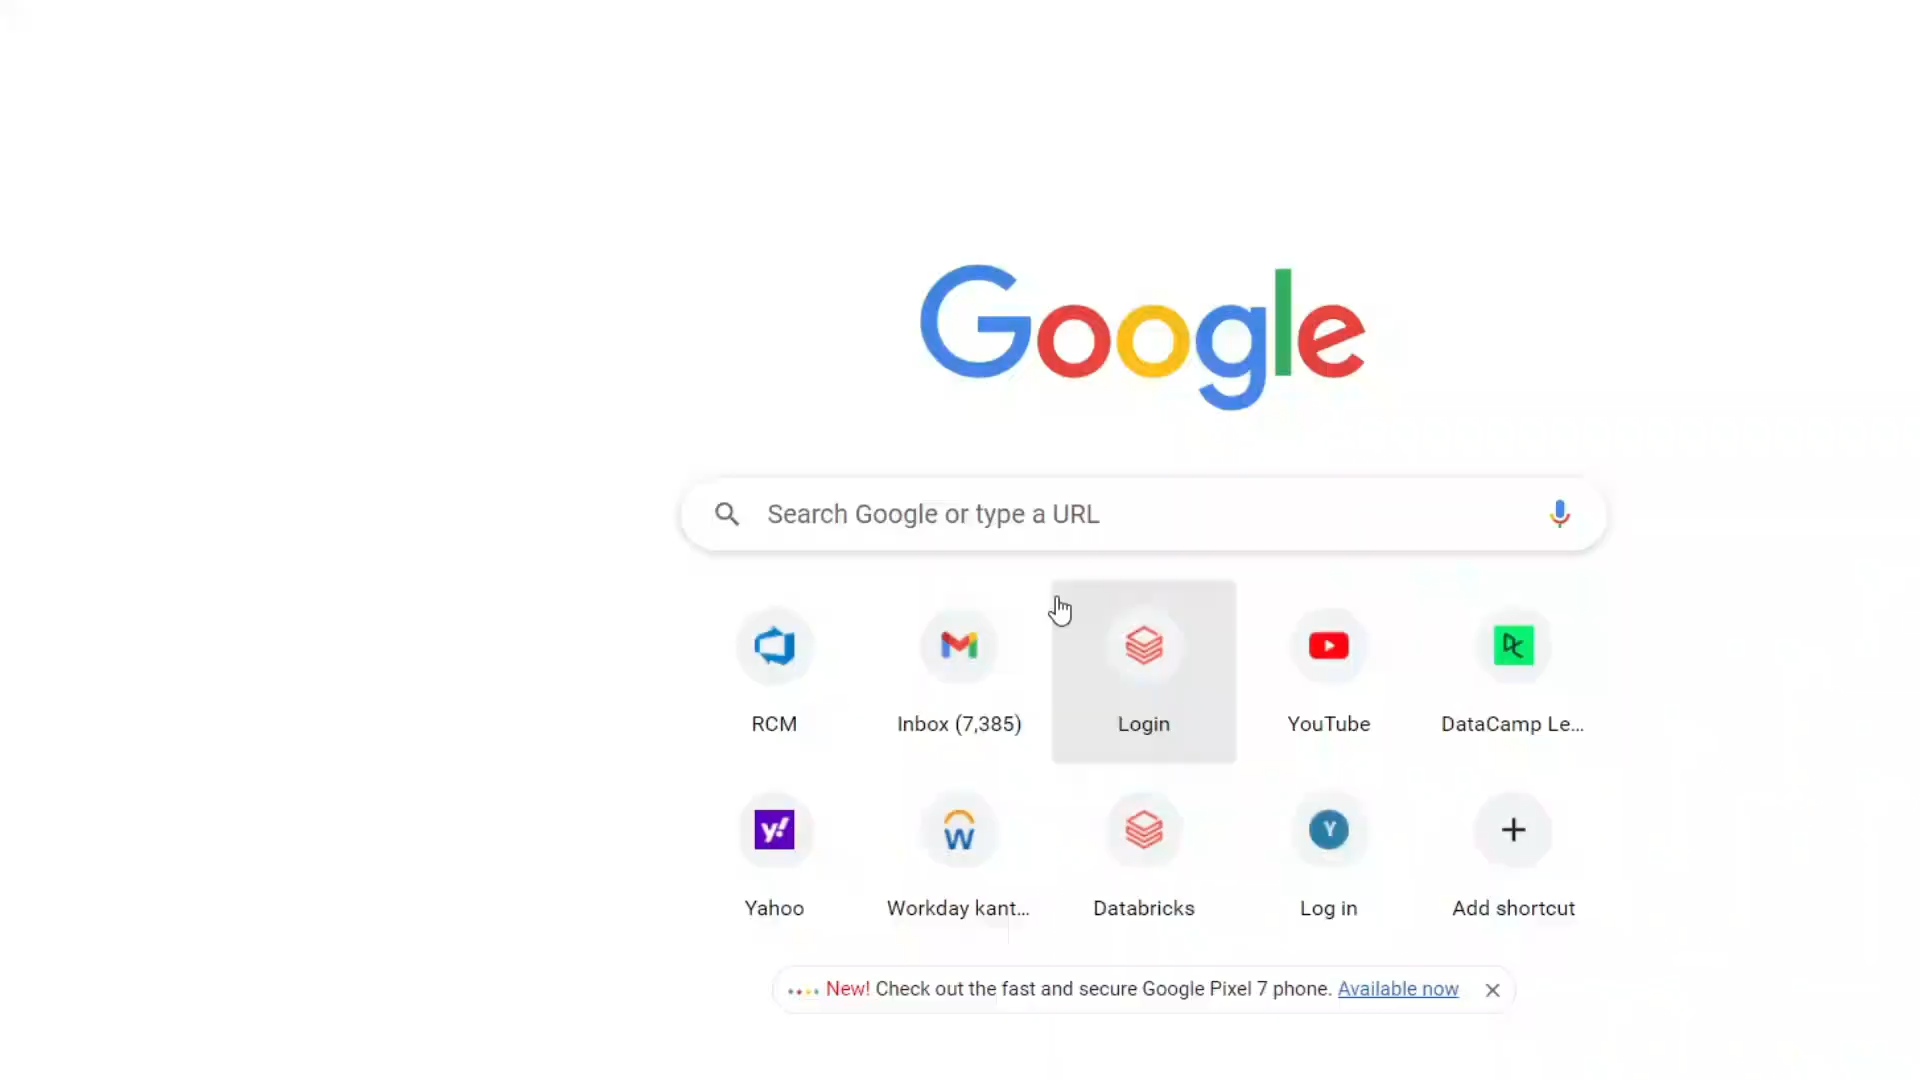 Google
Search Google or type a URL
RCM
Inbox (7,385)
Login
YouTube
DataCamp Le...
Yahoo
Workday kant...
Databricks
Log in
Add shortcut
New! Check out the fast and secure Google Pixel 7 phone. Available now